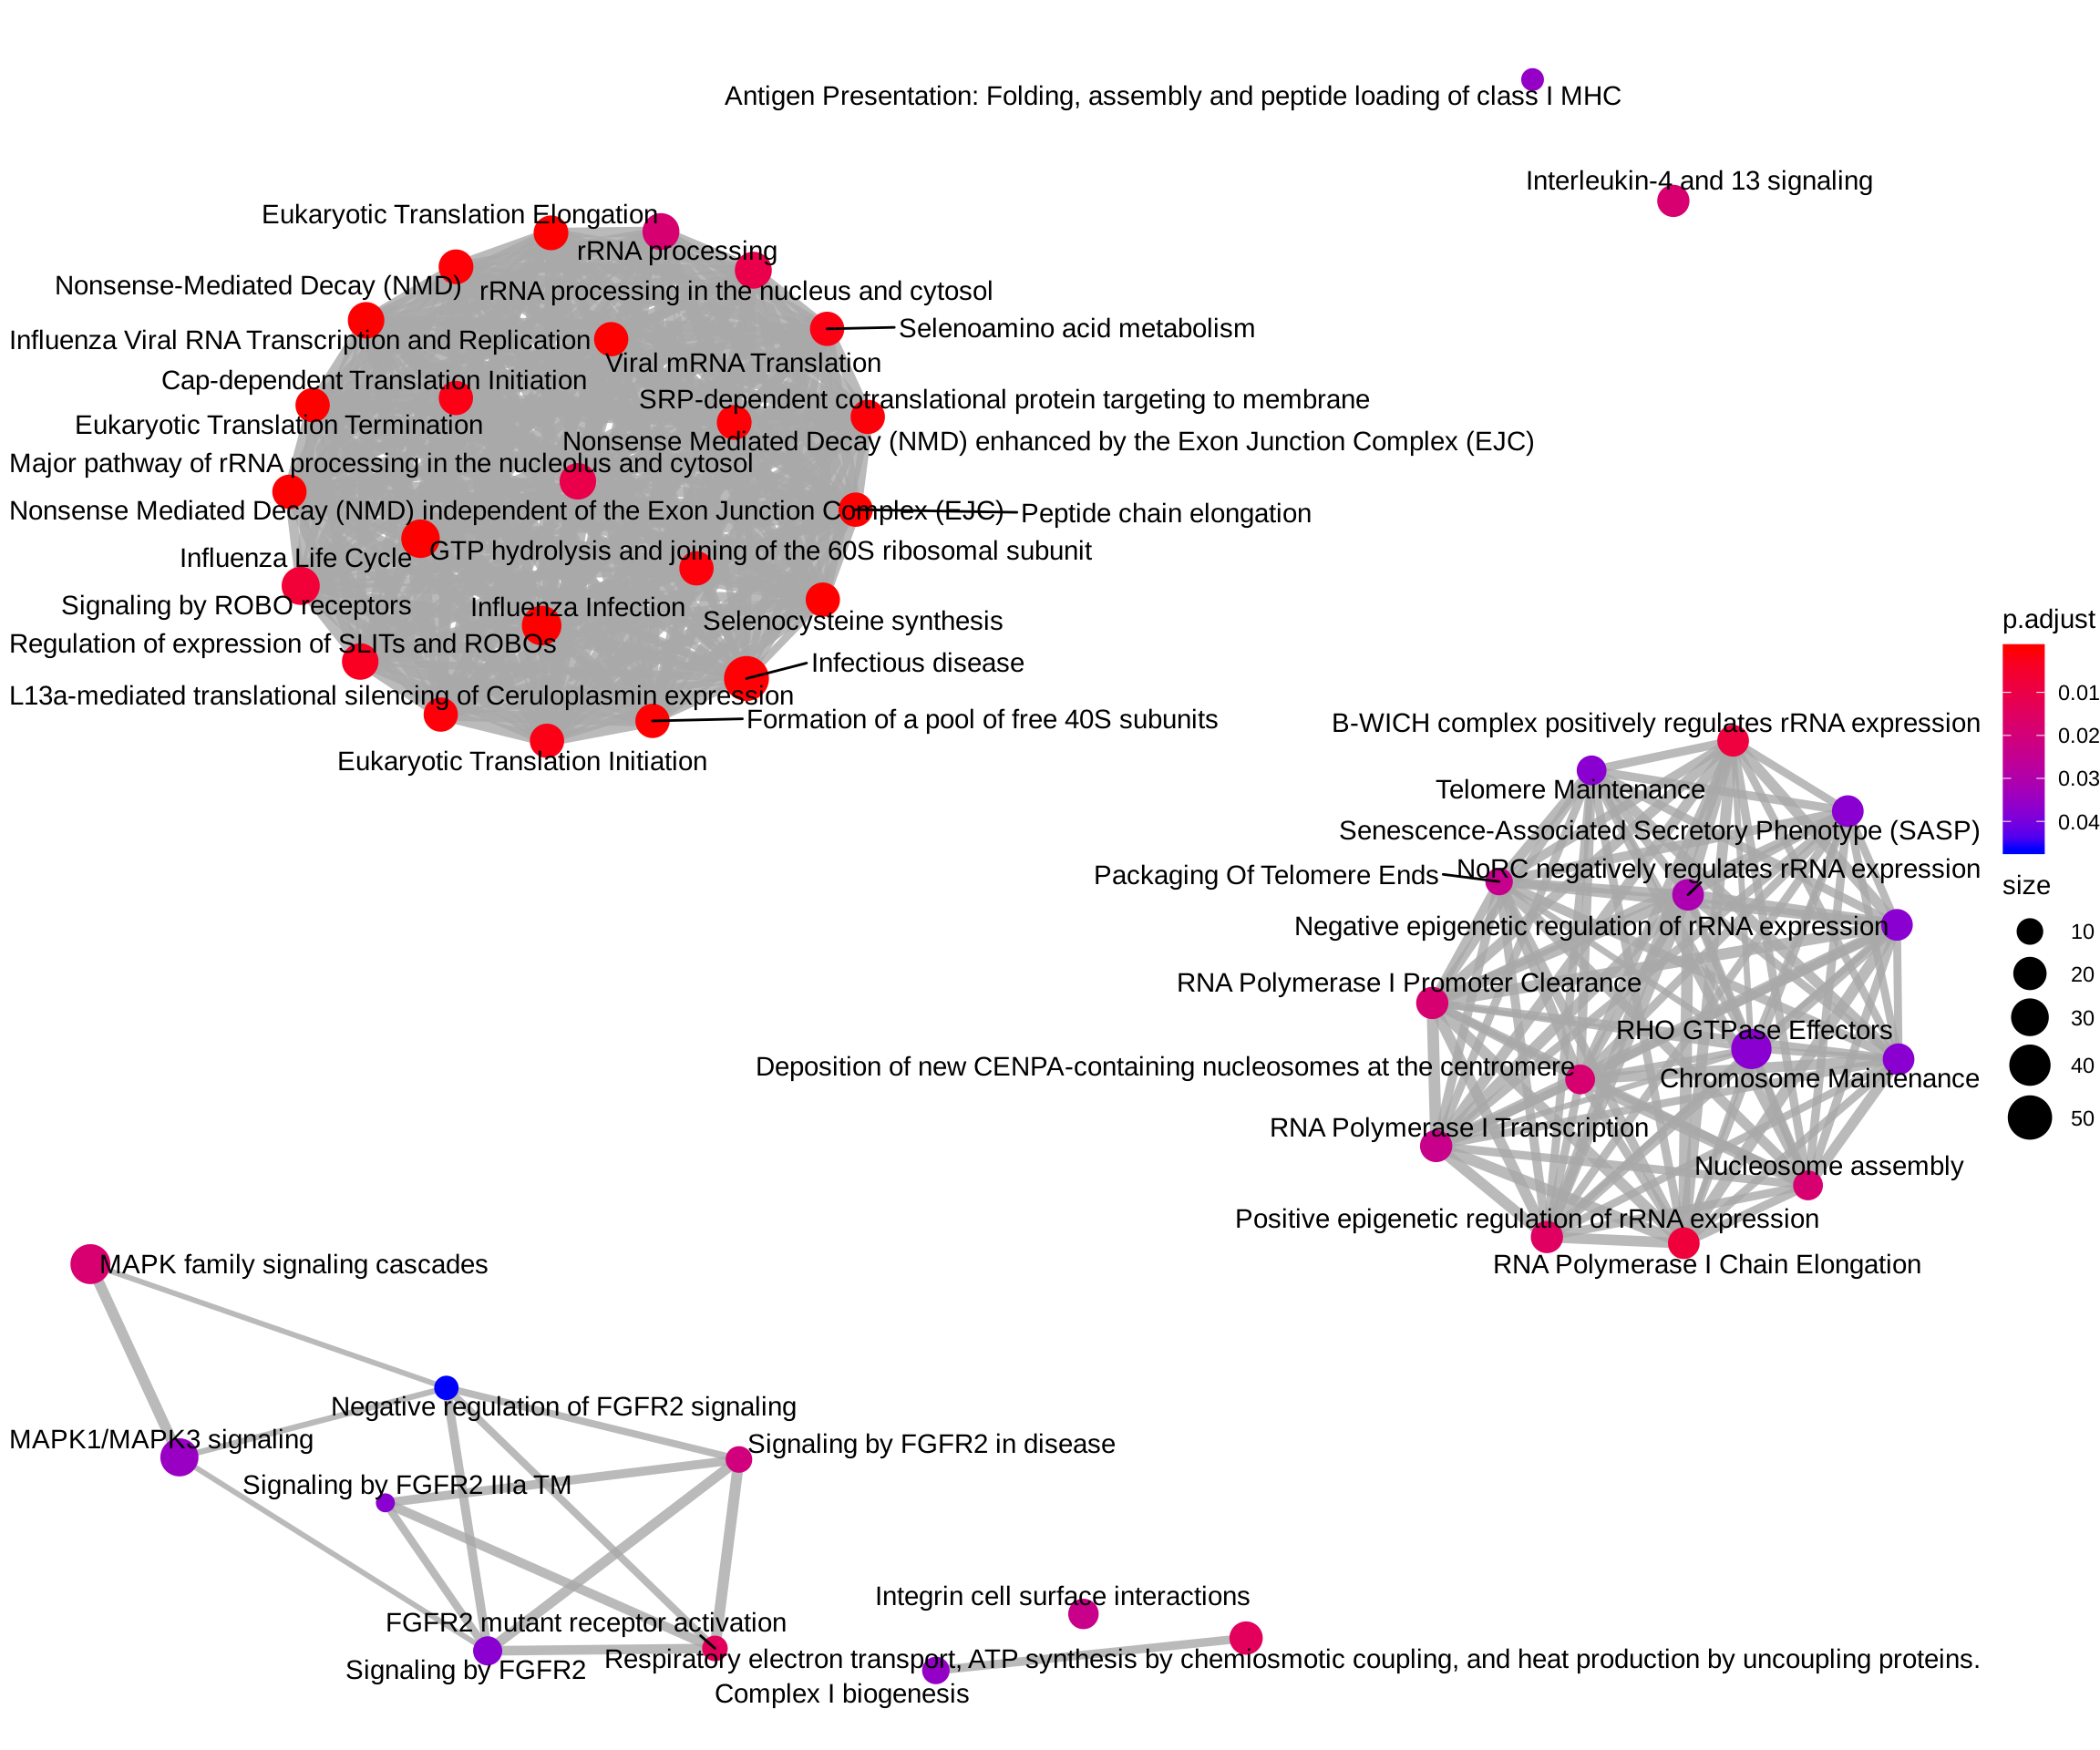 Antigen Presentation: Folding, assembly and peptide loading of class I MHC
Interleukin-4 and 13 signaling
Eukaryotic Translation Elongation
rRNA processing
Nonsense-Mediated Decay (NMD)
rRNA processing in the nucleus and cytosol
Selenoamino acid metabolism
Influenza Viral RNA Transcription and Replication
Viral mRNA Translation
Cap-dependent Translation Initiation
SRP-dependent cotranslational protein targeting to membrane
Eukaryotic Translation Termination
Nonsense Mediated Decay (NMD) enhanced by the Exon Junction Complex (EJC)
Major pathway of rRNA processing in the nucleolus and cytosol
Nonsense Mediated Decay (NMD) independent of the Exon Junction Complex (EJC)
Peptide chain elongation
GTP hydrolysis and joining of the 60S ribosomal subunit
Influenza Life Cycle
Signaling by ROBO receptors
Influenza Infection
Selenocysteine synthesis
Regulation of expression of SLITs and ROBOs
Infectious disease
L13a-mediated translational silencing of Ceruloplasmin expression
Formation of a pool of free 40S subunits
Eukaryotic Translation Initiation
B-WICH complex positively regulates rRNA expression
Telomere Maintenance
Senescence-Associated Secretory Phenotype (SASP)
NoRC negatively regulates rRNA expression
Packaging Of Telomere Ends
Negative epigenetic regulation of rRNA expression
RNA Polymerase I Promoter Clearance
RHO GTPase Effectors
Deposition of new CENPA-containing nucleosomes at the centromere
Chromosome Maintenance
RNA Polymerase I Transcription
Nucleosome assembly
Positive epigenetic regulation of rRNA expression
RNA Polymerase I Chain Elongation
p.adjust
0.01
0.02
0.03
0.04
size
10
20
30
40
50
MAPK family signaling cascades
Negative regulation of FGFR2 signaling
MAPK1/MAPK3 signaling
Signaling by FGFR2 in disease
Signaling by FGFR2 IIIa TM
FGFR2 mutant receptor activation
Signaling by FGFR2
Integrin cell surface interactions
Respiratory electron transport, ATP synthesis by chemiosmotic coupling, and heat production by uncoupling proteins.
Complex I biogenesis